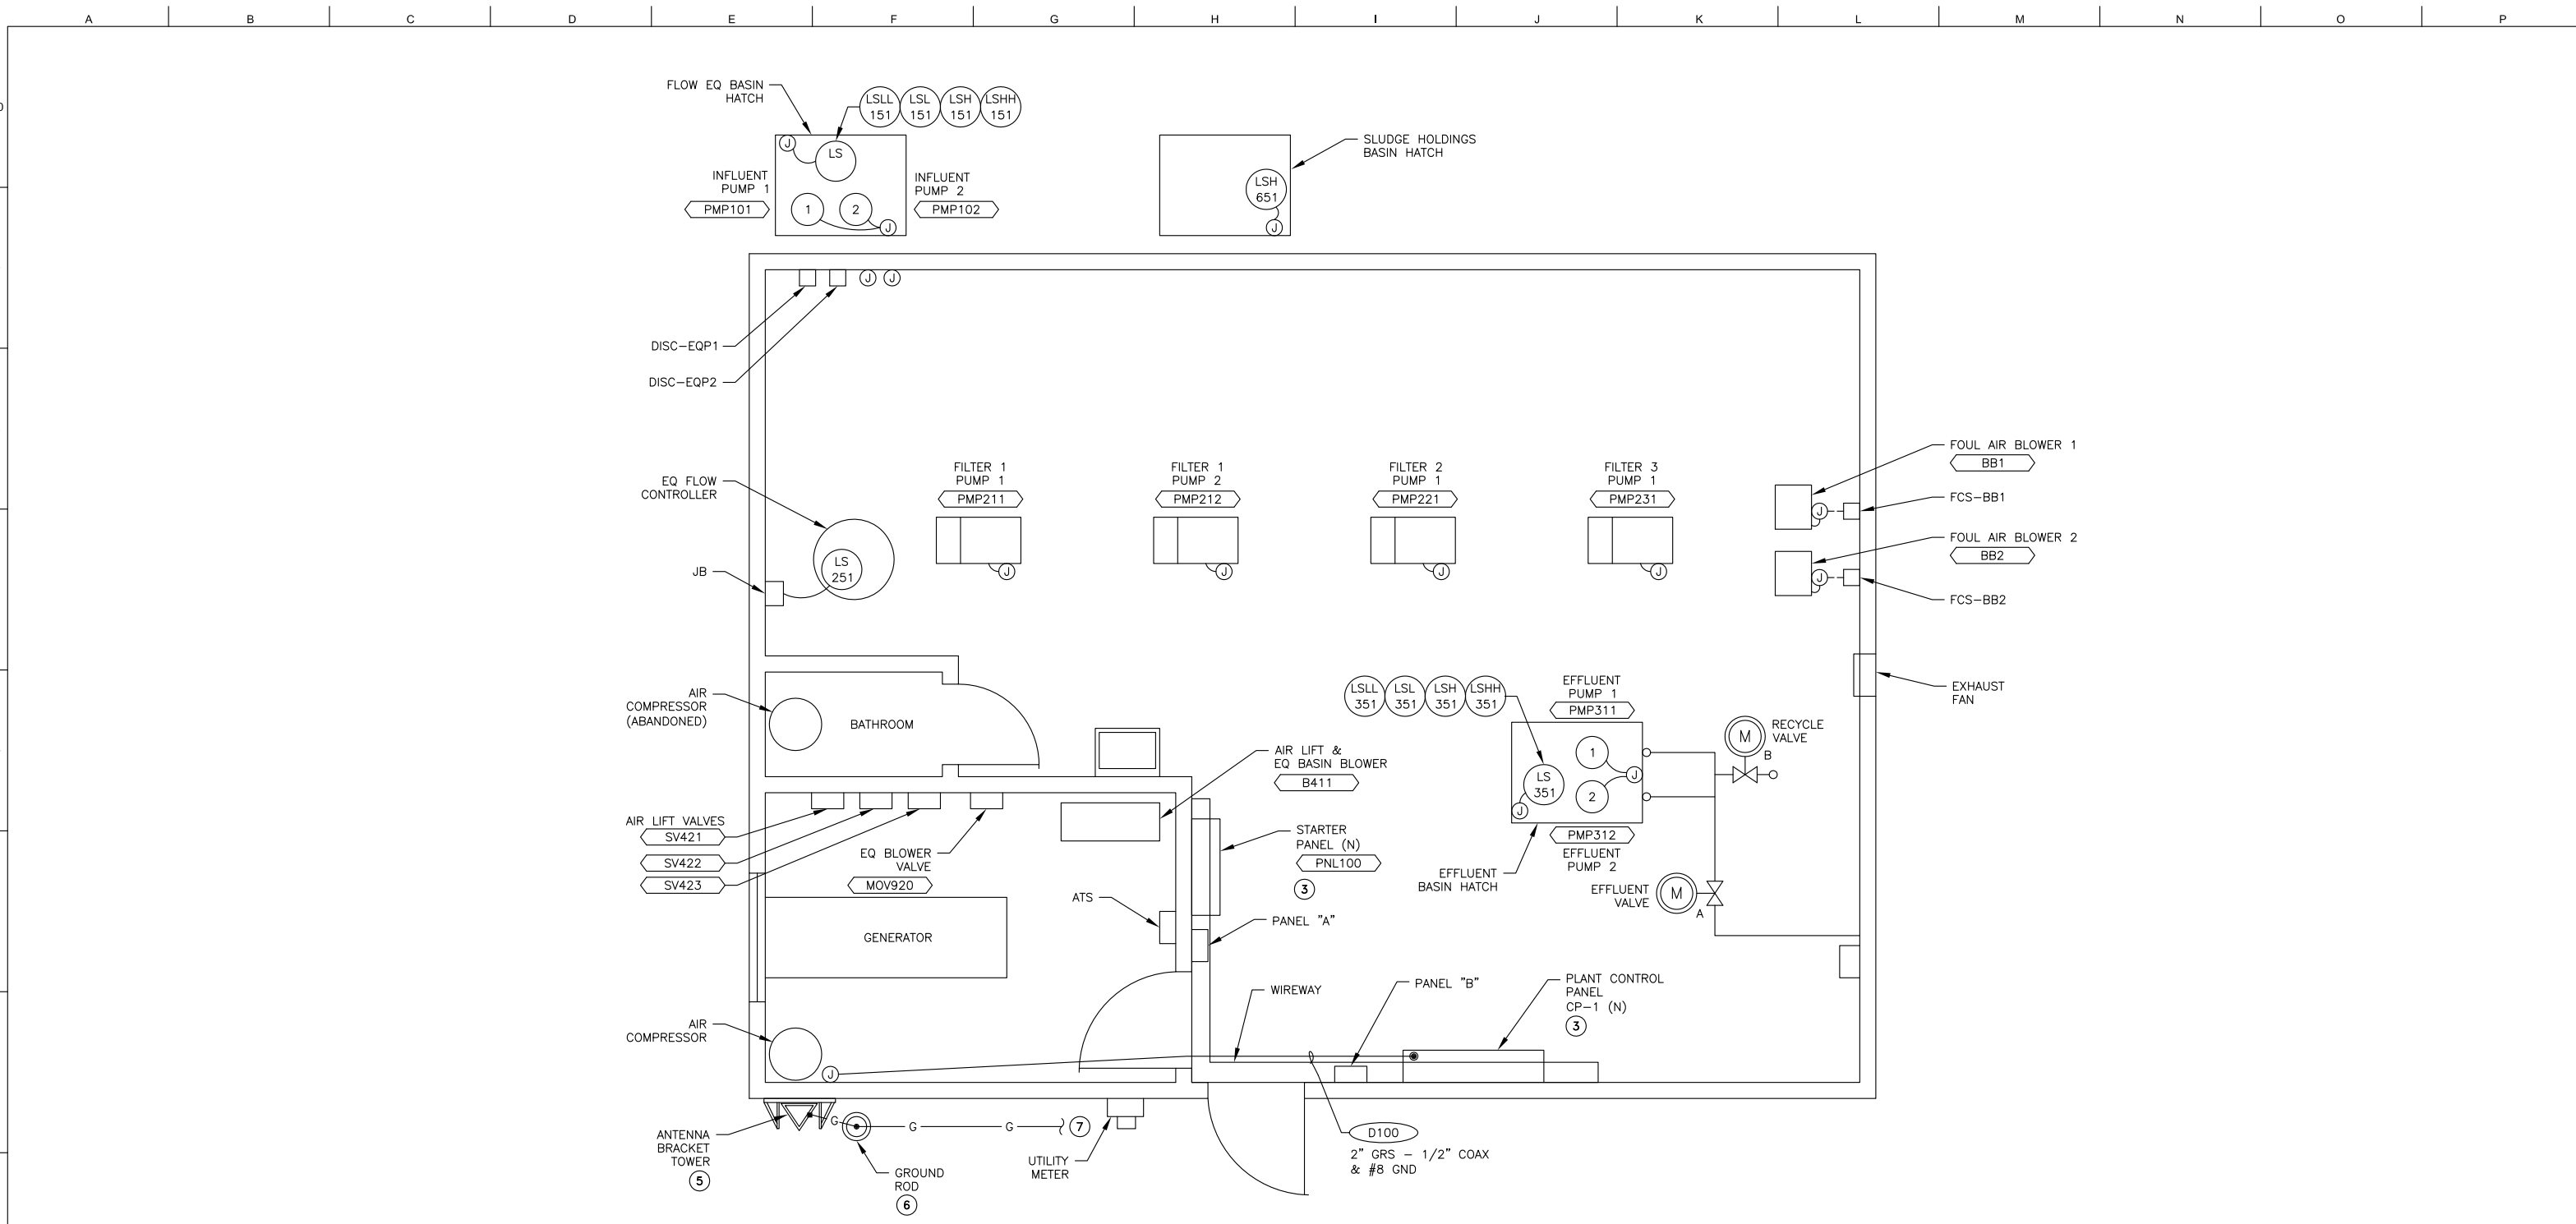 A B C D E F G H I J K L M N O P
FLOW EQ BASIN
HATCH
LSLL
151
LSL
151
LSH
151
LSHH
151
J
LS
INFLUENT
PUMP 1
PMP101
1
2
J
INFLUENT
PUMP 2
PMP102
LSH
651
J
SLUDGE HOLDINGS
BASIN HATCH
J
J
DISC-EQP1
DISC-EQP2
EQ FLOW
CONTROLLER
LS
251
JB
FILTER 1
PUMP 1
PMP211
J
FILTER 1
PUMP 2
PMP212
J
FILTER 2
PUMP 1
PMP221
J
FILTER 3
PUMP 1
PMP231
J
FOUL AIR BLOWER 1
BB1
J
FCS-BB1
FOUL AIR BLOWER 2
BB2
J
FCS-BB2
EXHAUST
FAN
AIR
COMPRESSOR
(ABANDONED)
BATHROOM
LSLL
351
LSL
351
LSH
351
LSHH
351
EFFLUENT
PUMP 1
PMP311
1
J
2
LS
351
J
PMP312
EFFLUENT
PUMP 2
EFFLUENT
BASIN HATCH
M
RECYCLE
VALVE
B
EFFLUENT
VALVE
M
A
AIR LIFT &
EQ BASIN BLOWER
B411
AIR LIFT VALVES
SV421
SV422
SV423
EQ BLOWER
VALVE
MOV920
STARTER
PANEL (N)
PNL100
3
ATS
PANEL "A"
GENERATOR
WIREWAY
PANEL "B"
PLANT CONTROL
PANEL
CP-1 (N)
3
AIR
COMPRESSOR
J
ANTENNA
BRACKET
TOWER
5
G
G
G
7
GROUND
ROD
6
UTILITY
METER
D100
2" GRS - 1/2" COAX
& #8 GND